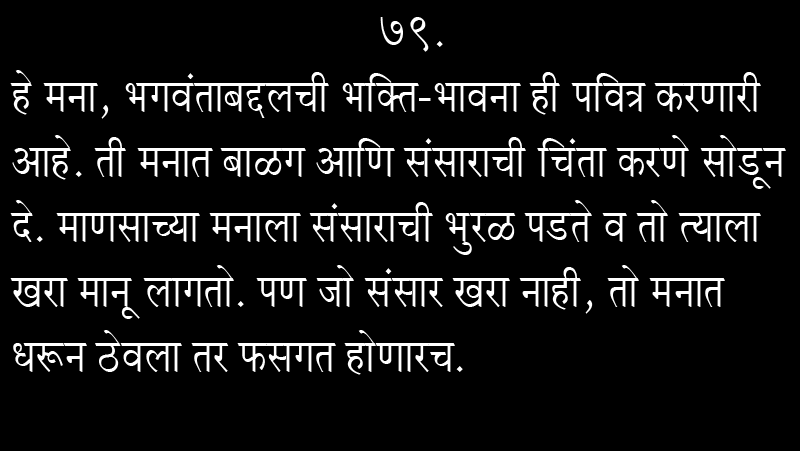 ७९.
हे मना, भगवंताबद्दलची भक्ति-भावना ही पवित्र करणारी
आहे. ती मनात बाळग आणि संसाराची चिंता करणे सोडून
दे. माणसाच्या मनाला संसाराची भुरळ पडते व तो त्याला
खरा मानू लागतो. पण जो संसार खरा नाही, तो मनात
धरून ठेवला तर फसगत होणारच.